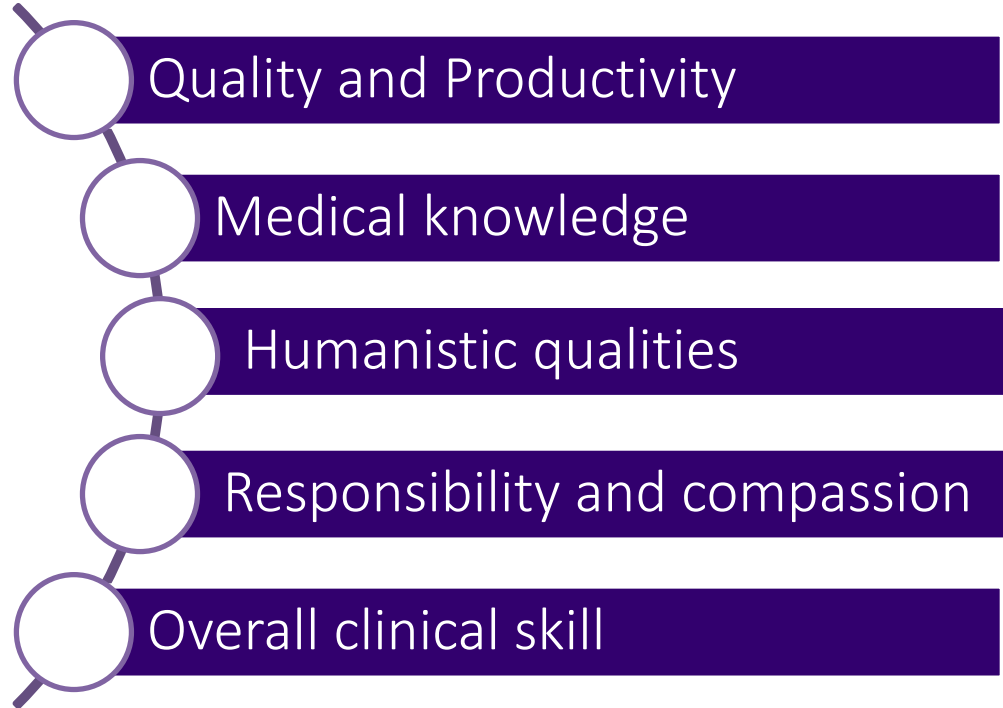 Quality and Productivity
Medical knowledge
Humanistic qualities
Responsibility and compassion
Overall clinical skill